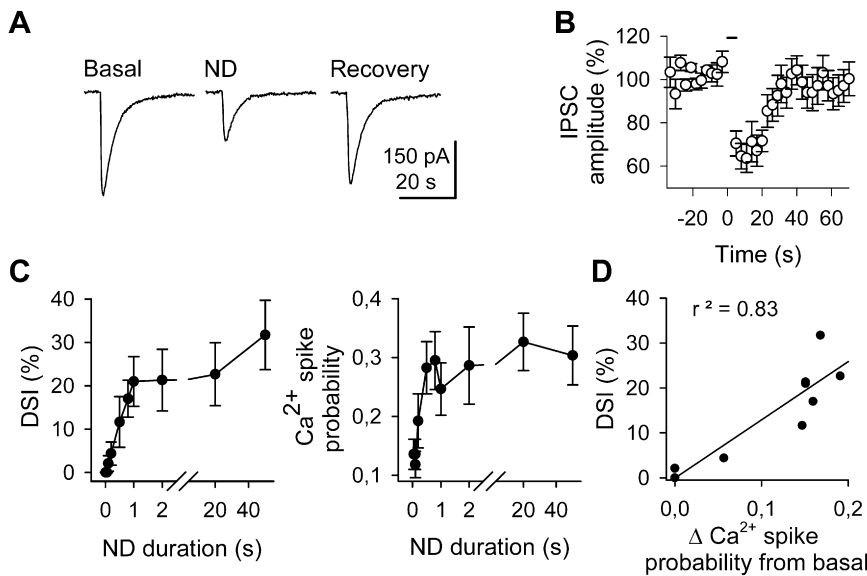 A
Basal
ND
Recovery
150 pA
20 s
B
IPSC
amplitude (%)
120
100
80
60
-20 0 20 40 60
Time (s)
C
DSI (%)
40
30
20
10
0
0 1 2 20 40
ND duration (s)
Ca2+ spike
probability
0,4
0,3
0,2
0,1
0 1 2 20 40
ND duration (s)
D
DSI (%)
40
30
20
10
0
r ² = 0.83
0,0 0,1 0,2
Δ Ca2+ spike
probability from basal